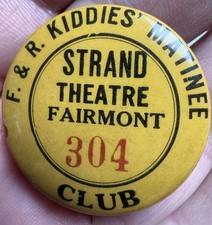 F. & R. KIDDIES' MATINEE
STRAND
THEATRE
FAIRMONT
304
CLUB